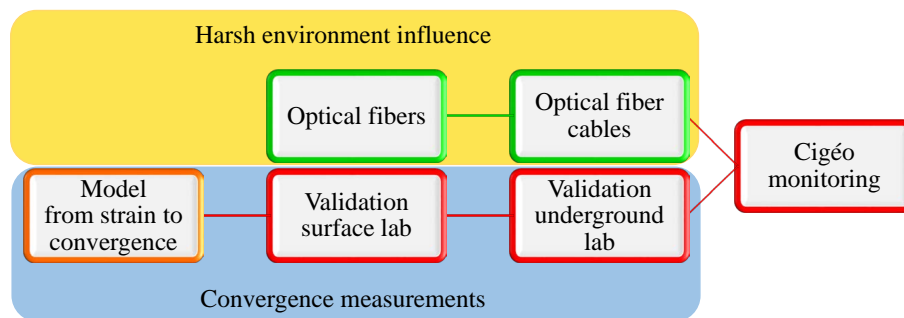 Harsh environment influence
Optical fibers
Optical fiber
cables
Cigéo
monitoring
Model
from strain to
convergence
Validation
surface lab
Validation
underground
lab
Convergence measurements